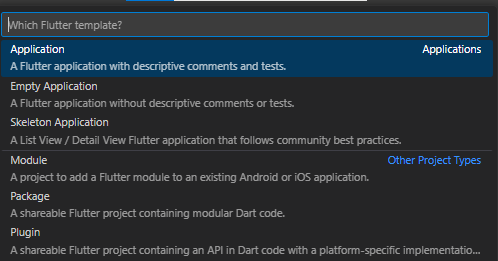 Which Flutter template?
Application Applications
A Flutter application with descriptive comments and tests.
Empty Application
A Flutter application without descriptive comments or tests.
Skeleton Application
A List View / Detail View Flutter application that follows community best practices.
Module Other Project Types
A project to add a Flutter module to an existing Android or iOS application.
Package
A shareable Flutter project containing modular Dart code.
Plugin
A shareable Flutter project containing an API in Dart code with a platform-specific implementatio...